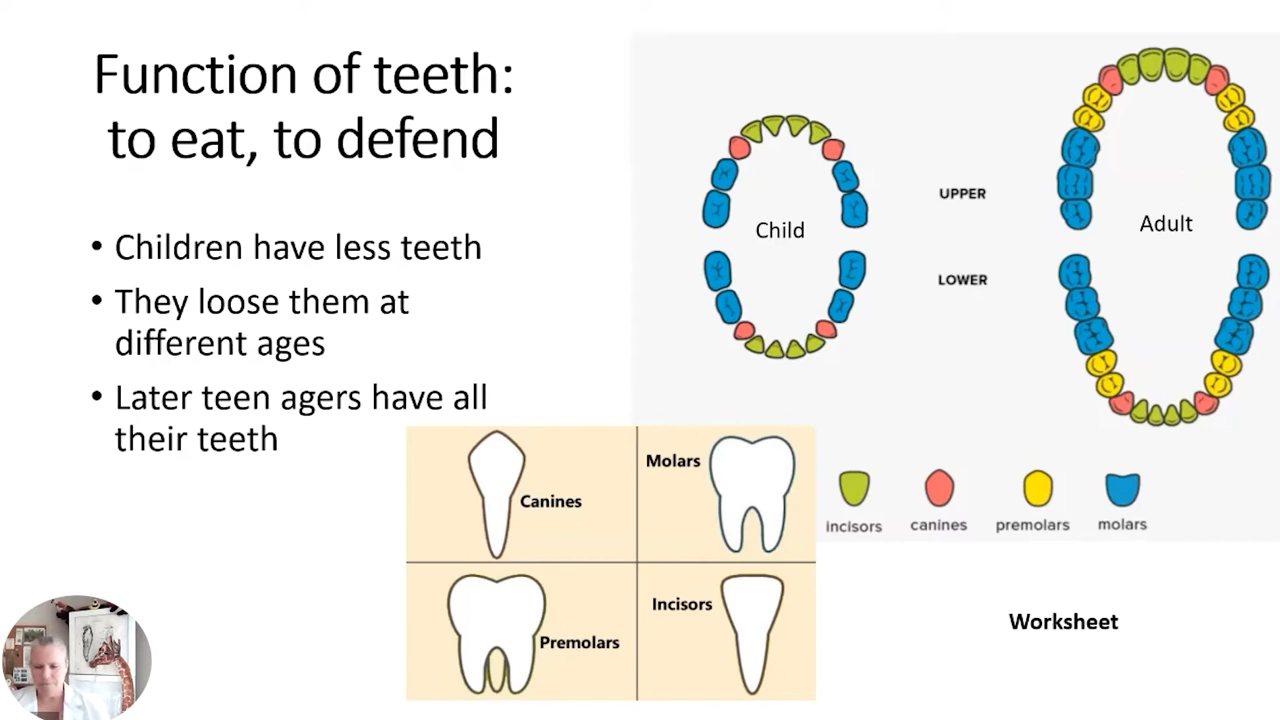 Function of teeth:
to eat, to defend
• Children have less teeth
• They loose them at
different ages
• Later teen agers have all
their teeth
Child
UPPER
LOWER
Adult
incisors
canines
premolars
molars
Canines
Molars
Premolars
Incisors
Worksheet